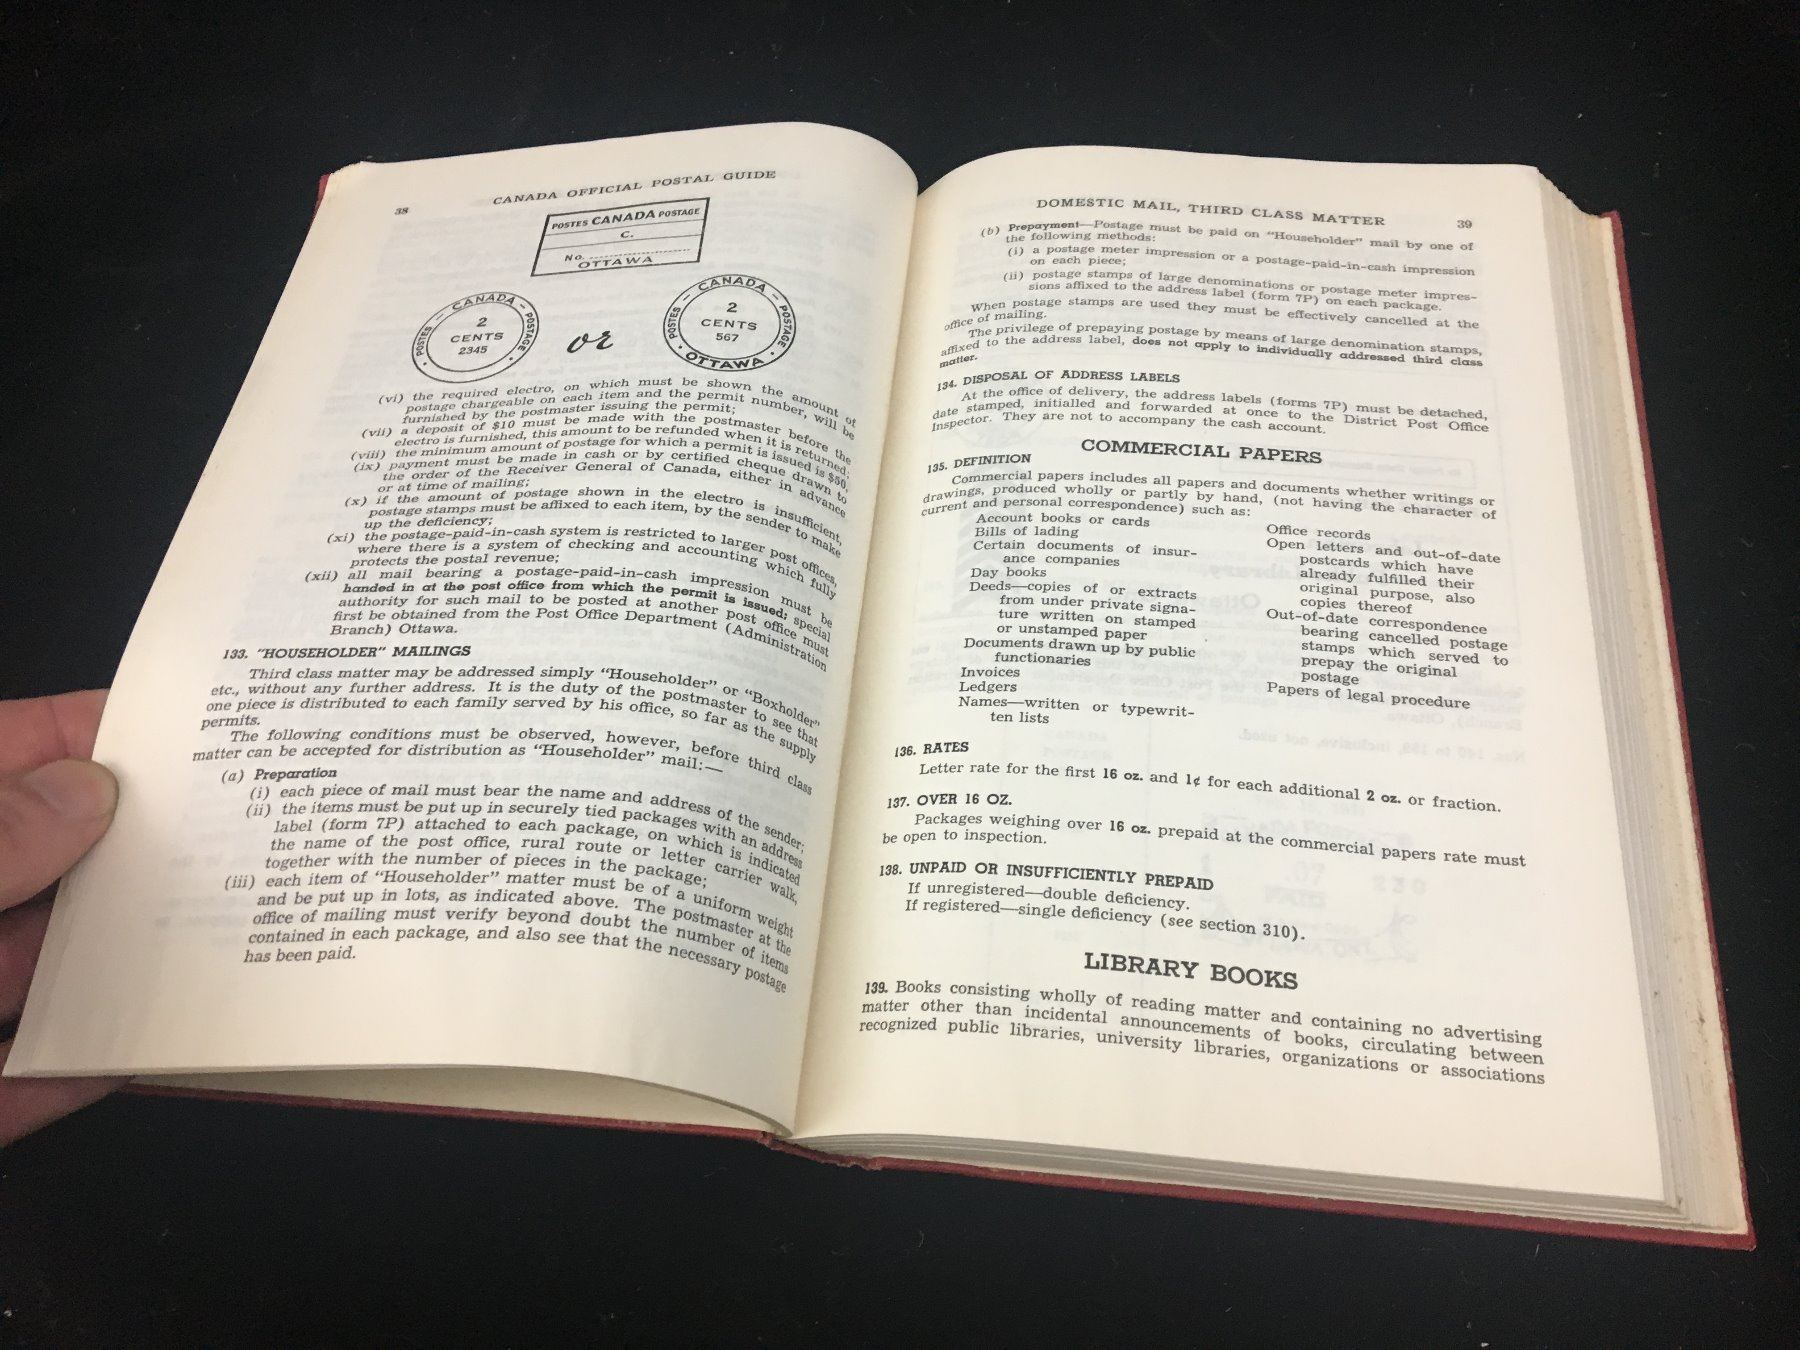 38
CANADA OFFICIAL POSTAL GUIDE
POSTES CANADA POSTAGE
C.
No.
OTTAWA
CANADA
POSTES
POSTAGE
2
CENTS
2345
or
CANADA
POSTES
POSTAGE
2
CENTS
567
OTTAWA
(vi) the required electro, on which must be shown the amount of
postage chargeable on each item and the permit number, will be
furnished by the postmaster issuing the permit;
(vii) a deposit of $10 must be made with the postmaster before the
electro is furnished, this amount to be refunded when it is returned;
(viii) the minimum amount of postage for which a permit is issued is $50;
(ix) payment must be made in cash or by certified cheque drawn to
the order of the Receiver General of Canada, either in advance
or at time of mailing;
(x) if the amount of postage shown in the electro is insufficient,
postage stamps must be affixed to each item, by the sender to make
up the deficiency;
(xi) the postage-paid-in-cash system is restricted to larger post offices,
where there is a system of checking and accounting which fully
protects the postal revenue;
(xii) all mail bearing a postage-paid-in-cash impression must be
handed in at the post office from which the permit is issued; special
authority for such mail to be posted at another post office must
first be obtained from the Post Office Department (Administration
Branch) Ottawa.
133. "HOUSEHOLDER" MAILINGS
Third class matter may be addressed simply "Householder" or "Boxholder"
etc., without any further address. It is the duty of the postmaster to see that
one piece is distributed to each family served by his office, so far as the supply
permits.
The following conditions must be observed, however, before third class
matter can be accepted for distribution as "Householder" mail:—
(a) Preparation
(i) each piece of mail must bear the name and address of the sender;
(ii) the items must be put up in securely tied packages with an address
label (form 7P) attached to each package, on which is indicated
the name of the post office, rural route or letter carrier walk,
together with the number of pieces in the package;
(iii) each item of "Householder" matter must be of a uniform weight
and be put up in lots, as indicated above. The postmaster at the
office of mailing must verify beyond doubt the number of items
contained in each package, and also see that the necessary postage
has been paid.
DOMESTIC MAIL, THIRD CLASS MATTER
39
(b) Prepayment—Postage must be paid on "Householder" mail by one of
the following methods:
(i) a postage meter impression or a postage-paid-in-cash impression
on each piece;
(ii) postage stamps of large denominations or postage meter impres-
sions affixed to the address label (form 7P) on each package.
When postage stamps are used they must be effectively cancelled at the
office of mailing.
The privilege of prepaying postage by means of large denomination stamps,
affixed to the address label, does not apply to individually addressed third class
matter.
134. DISPOSAL OF ADDRESS LABELS
At the office of delivery, the address labels (forms 7P) must be detached,
date stamped, initialled and forwarded at once to the District Post Office
Inspector. They are not to accompany the cash account.
COMMERCIAL PAPERS
135. DEFINITION
Commercial papers includes all papers and documents whether writings or
drawings, produced wholly or partly by hand, (not having the character of
current and personal correspondence) such as:
Account books or cards
Bills of lading
Certain documents of insur-
ance companies
Day books
Deeds—copies of or extracts
from under private signa-
ture written on stamped
or unstamped paper
Documents drawn up by public
functionaries
Invoices
Ledgers
Names—written or typewrit-
ten lists
Office records
Open letters and out-of-date
postcards which have
already fulfilled their
original purpose, also
copies thereof
Out-of-date correspondence
bearing cancelled postage
stamps which served to
prepay the original
postage
Papers of legal procedure
136. RATES
Letter rate for the first 16 oz. and 1¢ for each additional 2 oz. or fraction.
137. OVER 16 OZ.
Packages weighing over 16 oz. prepaid at the commercial papers rate must
be open to inspection.
138. UNPAID OR INSUFFICIENTLY PREPAID
If unregistered—double deficiency.
If registered—single deficiency (see section 310).
LIBRARY BOOKS
139. Books consisting wholly of reading matter and containing no advertising
matter other than incidental announcements of books, circulating between
recognized public libraries, university libraries, organizations or associations